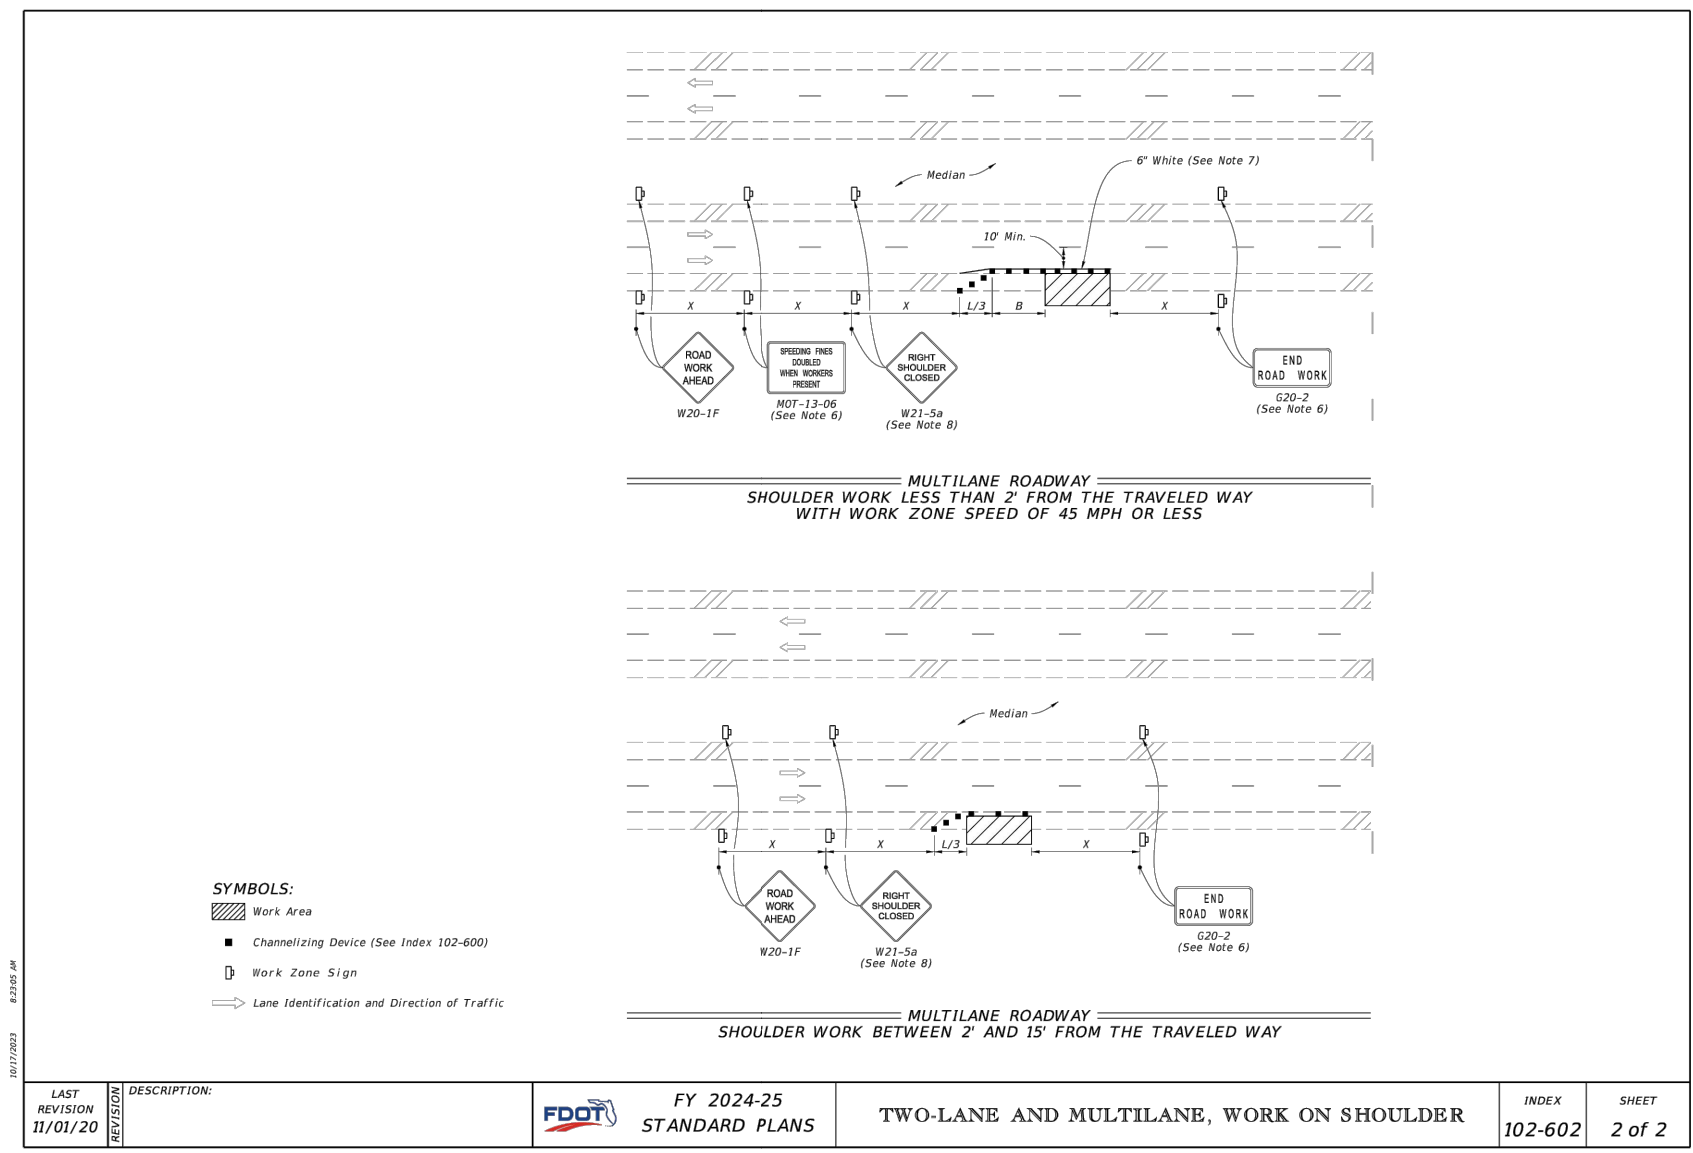 6" White (See Note 7)
Median
10' Min.
X
X
X
L/3
B
X
ROAD
WORK
AHEAD
W20-1F
SPEEDING FINES
DOUBLED
WHEN WORKERS
PRESENT
MOT-13-06
(See Note 6)
RIGHT
SHOULDER
CLOSED
W21-5a
(See Note 8)
END
ROAD WORK
G20-2
(See Note 6)
MULTILANE ROADWAY
SHOULDER WORK LESS THAN 2' FROM THE TRAVELED WAY
WITH WORK ZONE SPEED OF 45 MPH OR LESS
Median
X
X
L/3
X
ROAD
WORK
AHEAD
W20-1F
RIGHT
SHOULDER
CLOSED
W21-5a
(See Note 8)
END
ROAD WORK
G20-2
(See Note 6)
MULTILANE ROADWAY
SHOULDER WORK BETWEEN 2' AND 15' FROM THE TRAVELED WAY
SYMBOLS:
Work Area
Channelizing Device (See Index 102-600)
Work Zone Sign
Lane Identification and Direction of Traffic
10/17/2023 8:23:05 AM
LAST
REVISION
11/01/20
REVISION
DESCRIPTION:
FDOT
FY 2024-25
STANDARD PLANS
TWO-LANE AND MULTILANE, WORK ON SHOULDER
INDEX
102-602
SHEET
2 of 2